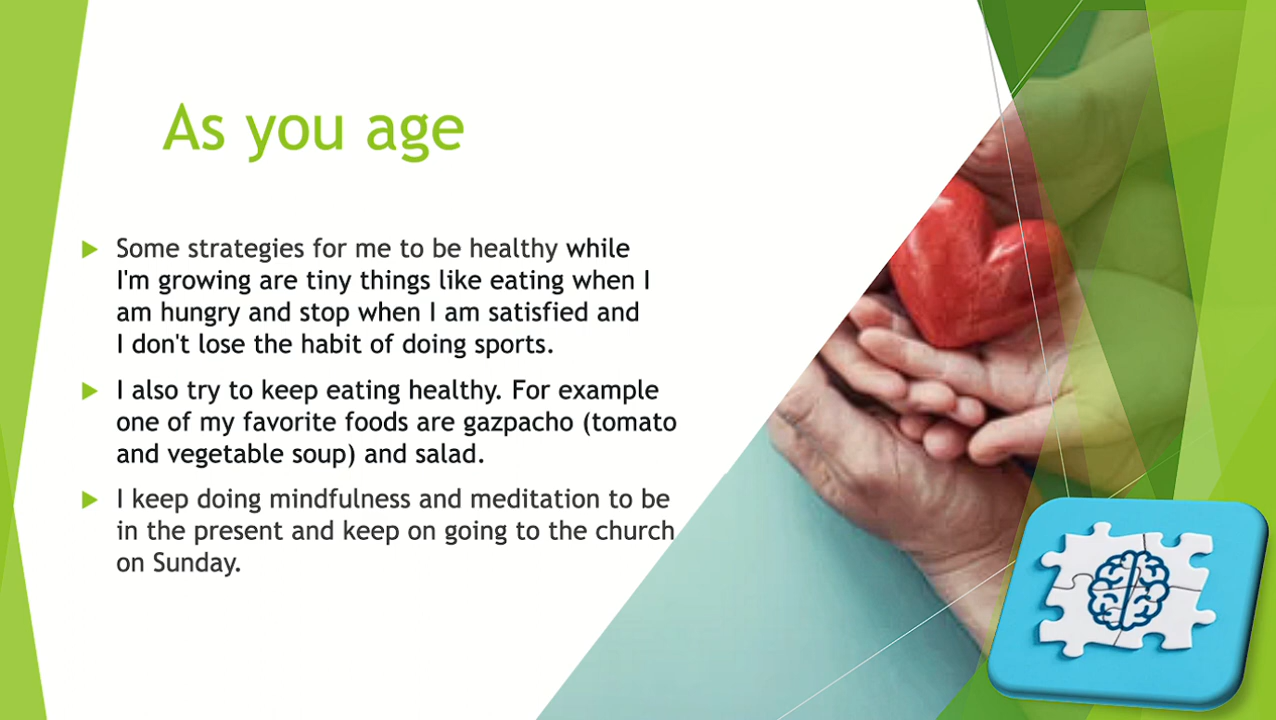 As you age
Some strategies for me to be healthy while
I'm growing are tiny things like eating when I
am hungry and stop when I am satisfied and
I don't lose the habit of doing sports.
I also try to keep eating healthy. For example
one of my favorite foods are gazpacho (tomato
and vegetable soup) and salad.
I keep doing mindfulness and meditation to be
in the present and keep on going to the church
on Sunday.